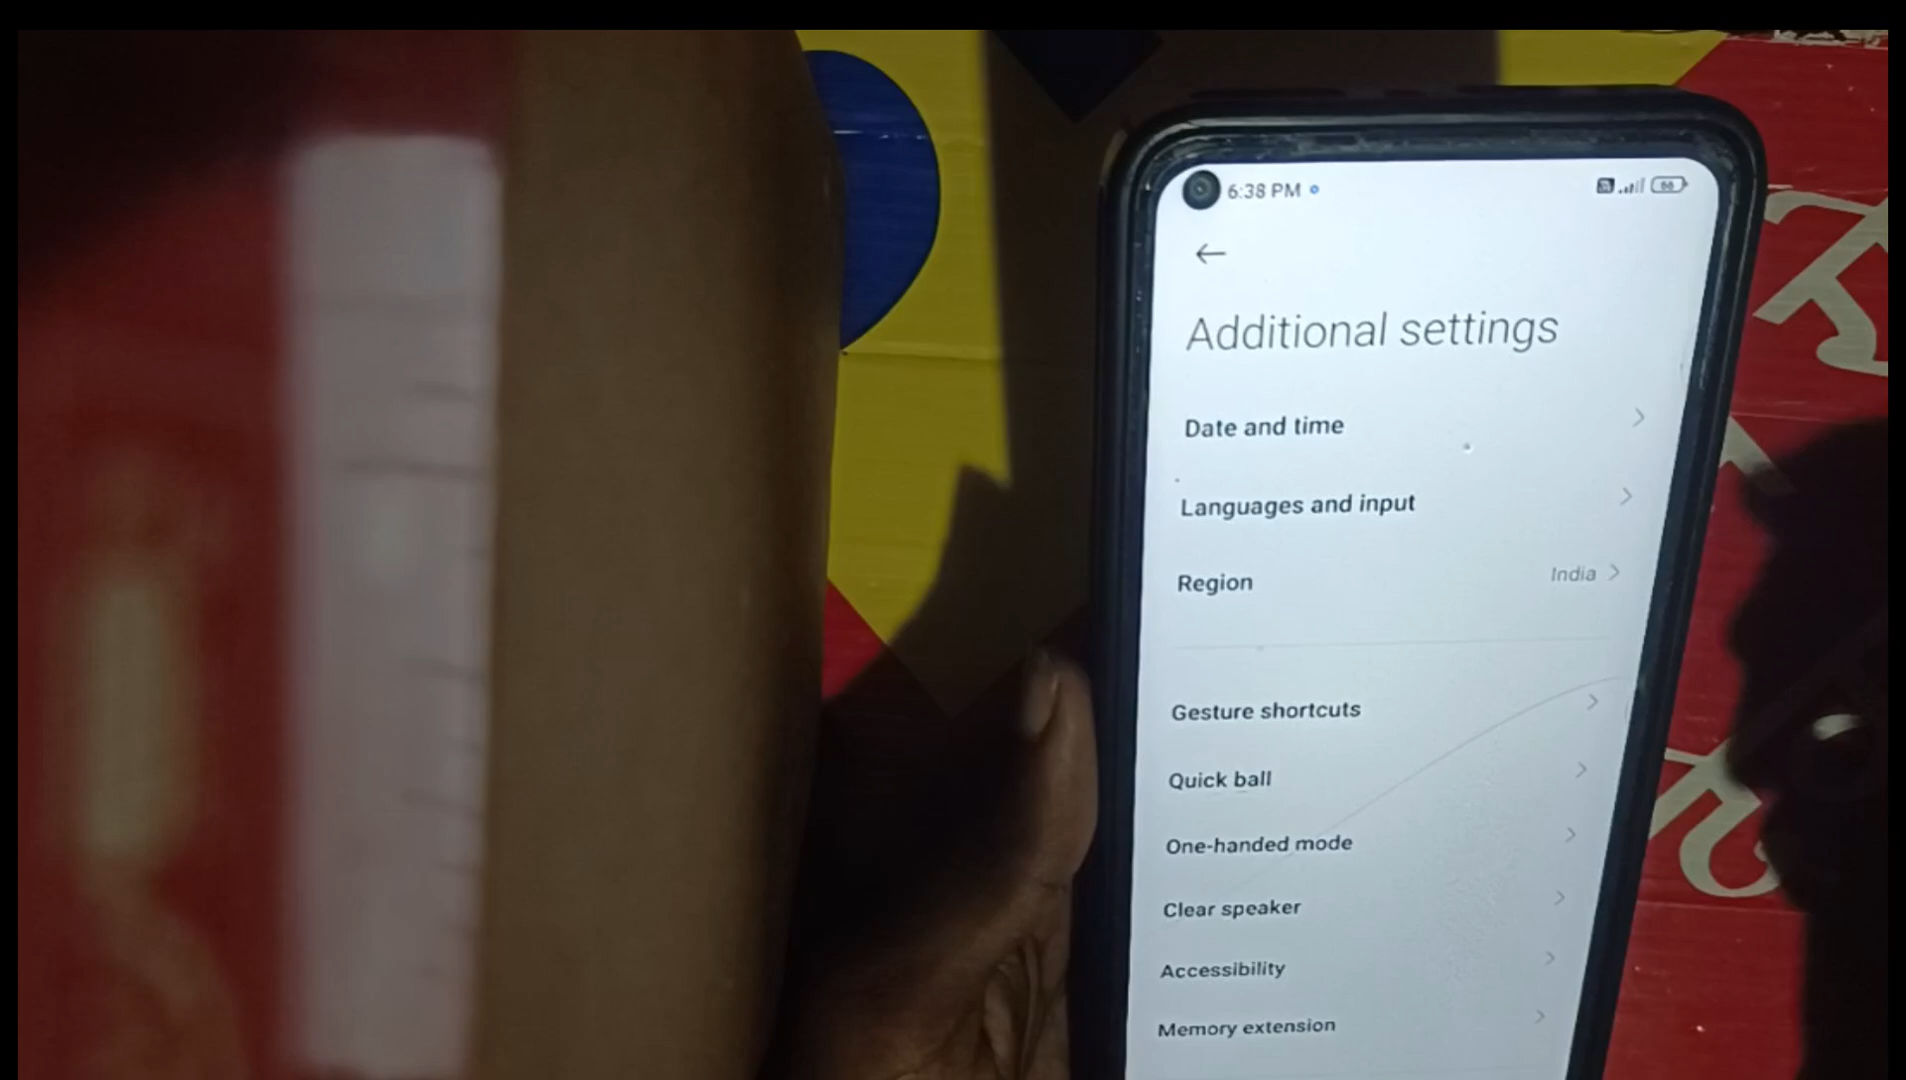 6:38 PM
66
Additional settings
Date and time
Languages and input
Region India
Gesture shortcuts
Quick ball
One-handed mode
Clear speaker
Accessibility
Memory extension